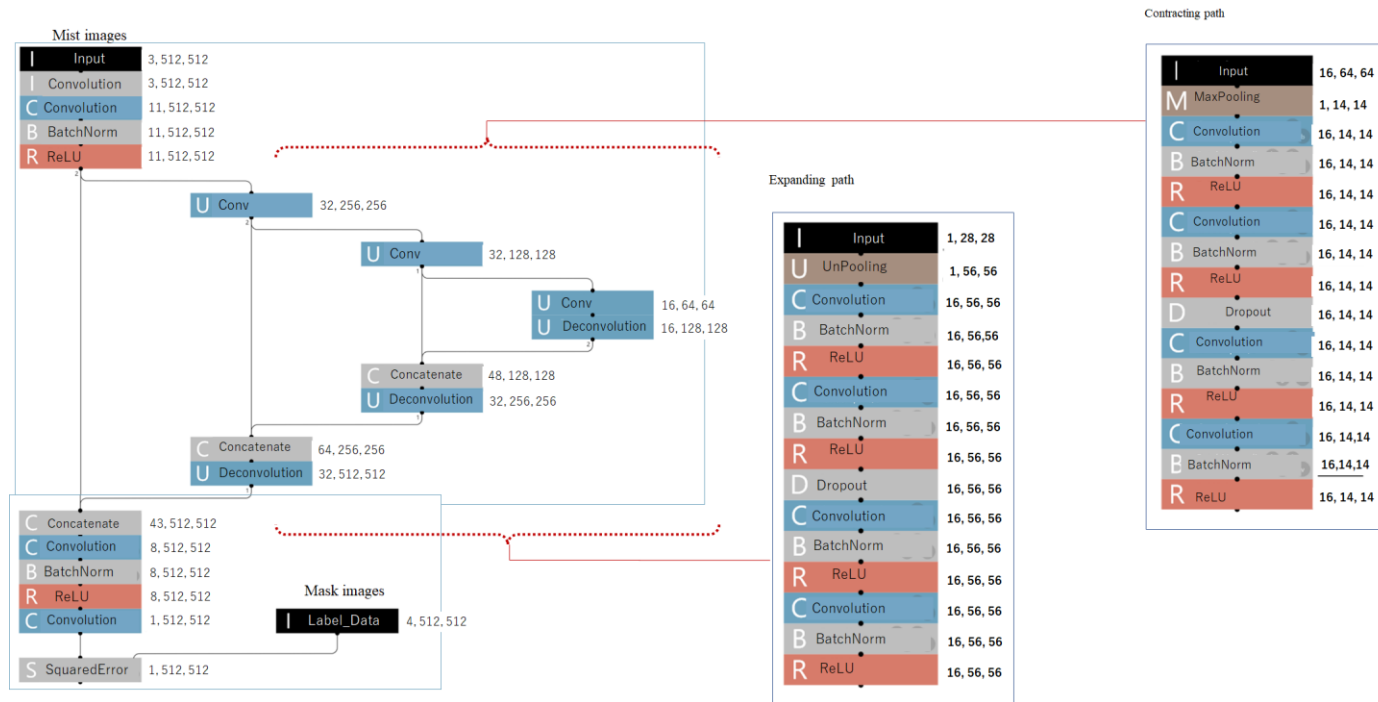 Mist images
I Input 3, 512, 512
I Convolution 3, 512, 512
C Convolution 11, 512, 512
B BatchNorm 11, 512, 512
R ReLU 11, 512, 512
2
U Conv 32, 256, 256
2
U Conv 32, 128, 128
1
U Conv 16, 64, 64
U Deconvolution 16, 128, 128
2
C Concatenate 48, 128, 128
U Deconvolution 32, 256, 256
1
C Concatenate 64, 256, 256
U Deconvolution 32, 512, 512
1
C Concatenate 43, 512, 512
C Convolution 8, 512, 512
B BatchNorm 8, 512, 512
R ReLU 8, 512, 512
C Convolution 1, 512, 512
Mask images
I Label_Data 4, 512, 512
S SquaredError 1, 512, 512
Expanding path
I Input 1, 28, 28
U UnPooling 1, 56, 56
C Convolution 16, 56, 56
B BatchNorm 16, 56,56
R ReLU 16, 56, 56
C Convolution 16, 56, 56
B BatchNorm 16, 56, 56
R ReLU 16, 56, 56
D Dropout 16, 56, 56
C Convolution 16, 56, 56
B BatchNorm 16, 56, 56
R ReLU 16, 56, 56
C Convolution 16, 56, 56
B BatchNorm 16, 56, 56
R ReLU 16, 56, 56
Contracting path
I Input 16, 64, 64
M MaxPooling 1, 14, 14
C Convolution 16, 14, 14
B BatchNorm 16, 14, 14
R ReLU 16, 14, 14
C Convolution 16, 14, 14
B BatchNorm 16, 14, 14
R ReLU 16, 14, 14
D Dropout 16, 14, 14
C Convolution 16, 14, 14
B BatchNorm 16, 14, 14
R ReLU 16, 14, 14
C Convolution 16, 14,14
B BatchNorm 16,14,14
R ReLU 16, 14, 14